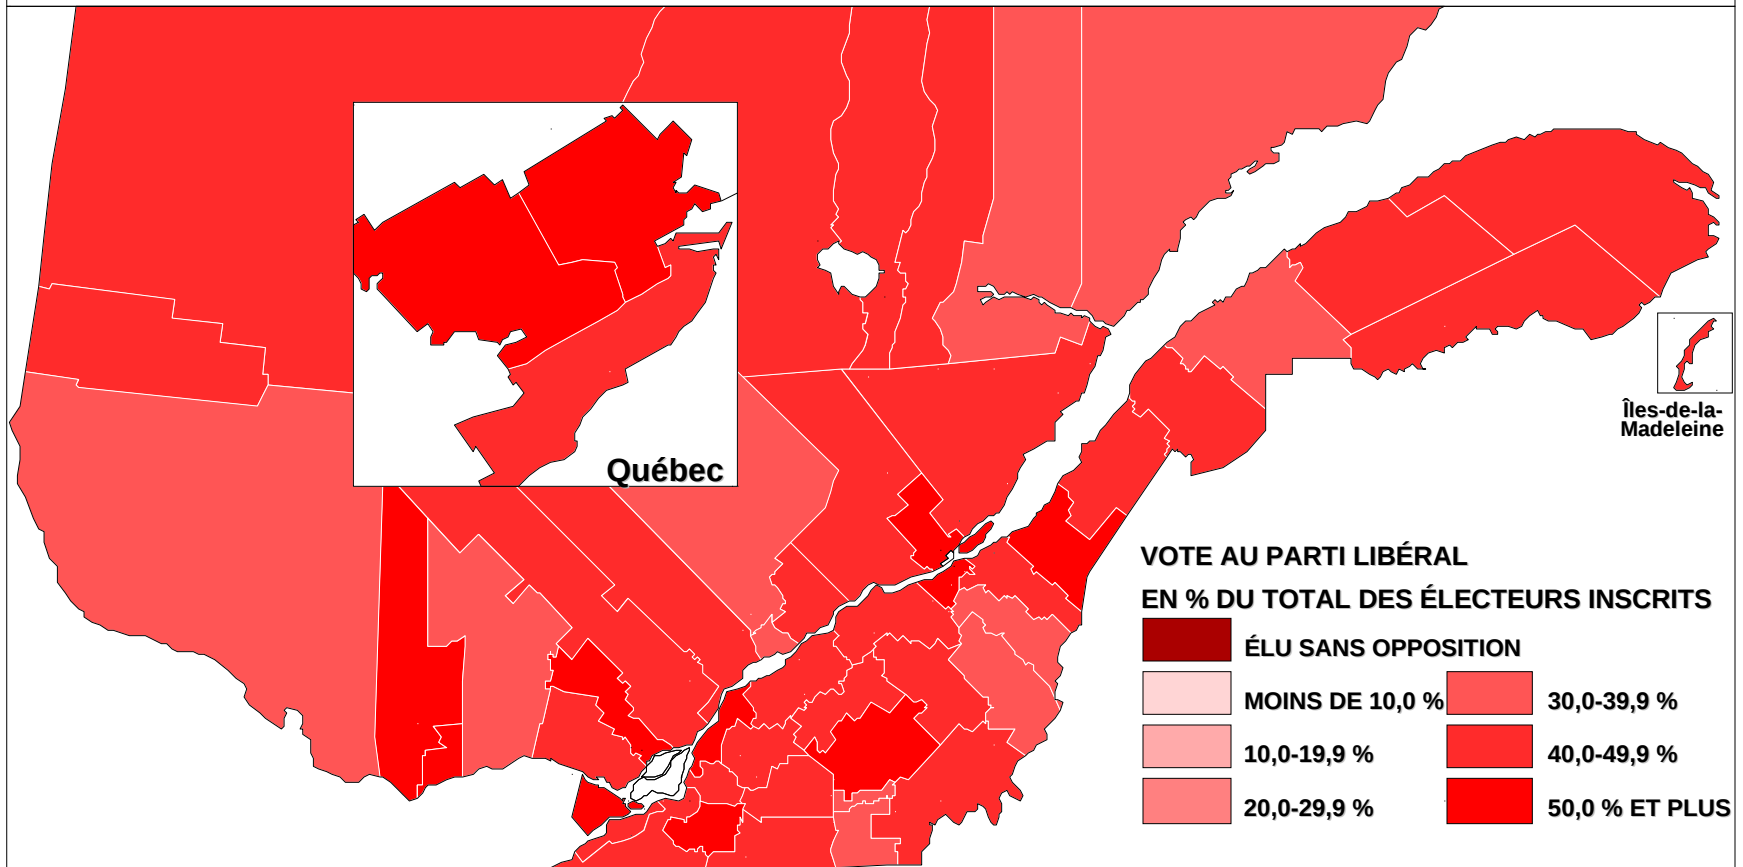 Québec
Îles-de-la-
Madeleine
VOTE AU PARTI LIBÉRAL
EN % DU TOTAL DES ÉLECTEURS INSCRITS
ÉLU SANS OPPOSITION
MOINS DE 10,0 %
30,0-39,9 %
10,0-19,9 %
40,0-49,9 %
20,0-29,9 %
50,0 % ET PLUS